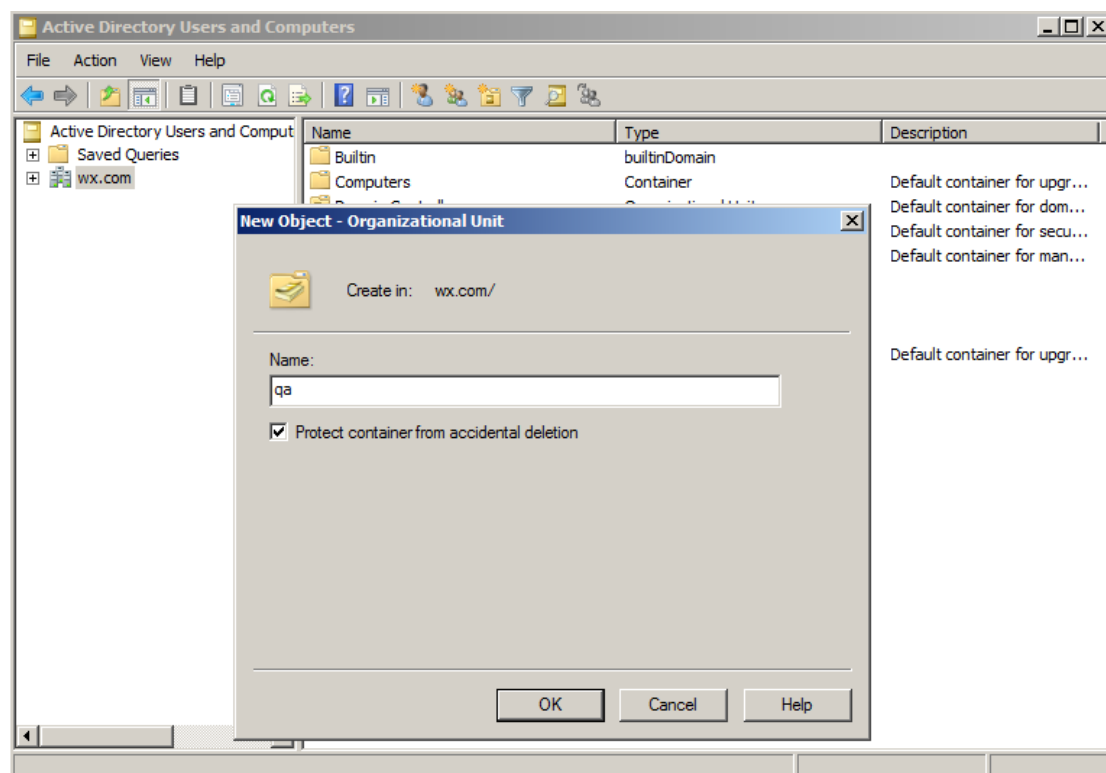 Active Directory Users and Computers
File Action View Help
Active Directory Users and Comput
Saved Queries
wx.com
Name Type Description
Builtin builtinDomain
Computers Container Default container for upgr...
Default container for dom...
Default container for secu...
Default container for man...
Default container for upgr...
New Object - Organizational Unit
Create in: wx.com/
Name:
qa
Protect container from accidental deletion
OK Cancel Help